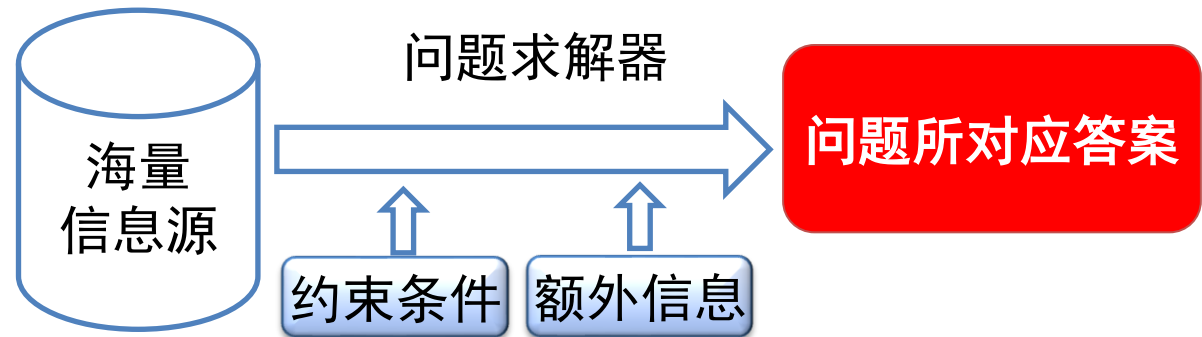 问题求解器
海量
信息源
问题所对应答案
约束条件
额外信息